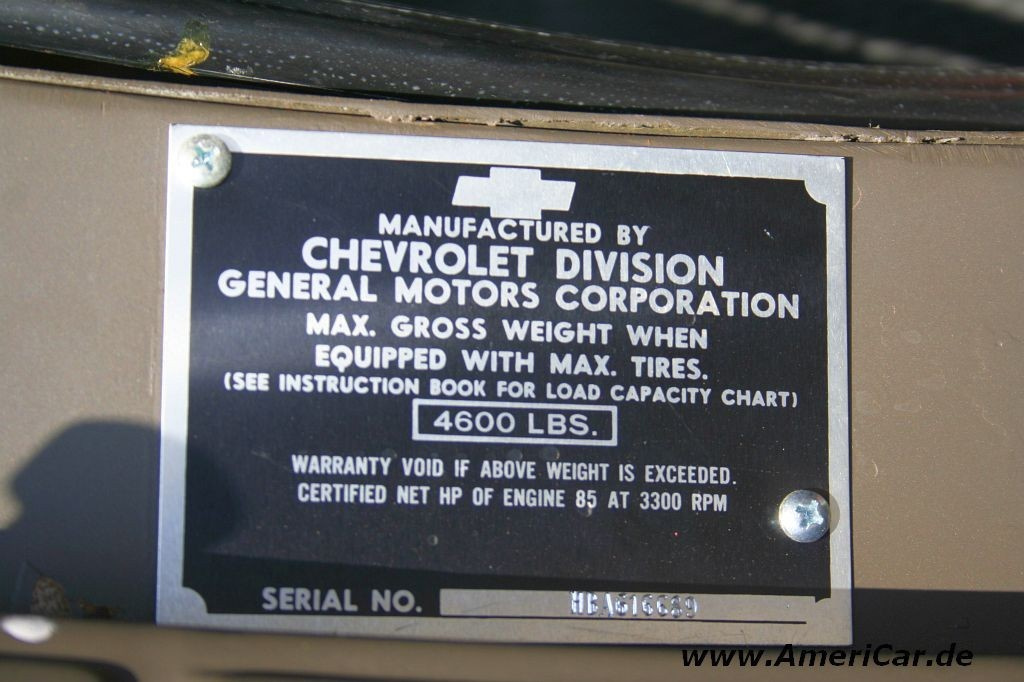 MANUFACTURED BY
CHEVROLET DIVISION
GENERAL MOTORS CORPORATION
MAX. GROSS WEIGHT WHEN
EQUIPPED WITH MAX. TIRES.
(SEE INSTRUCTION BOOK FOR LOAD CAPACITY CHART)
4600 LBS.
WARRANTY VOID IF ABOVE WEIGHT IS EXCEEDED.
CERTIFIED NET HP OF ENGINE 85 AT 3300 RPM
SERIAL NO.
www.AmeriCar.de